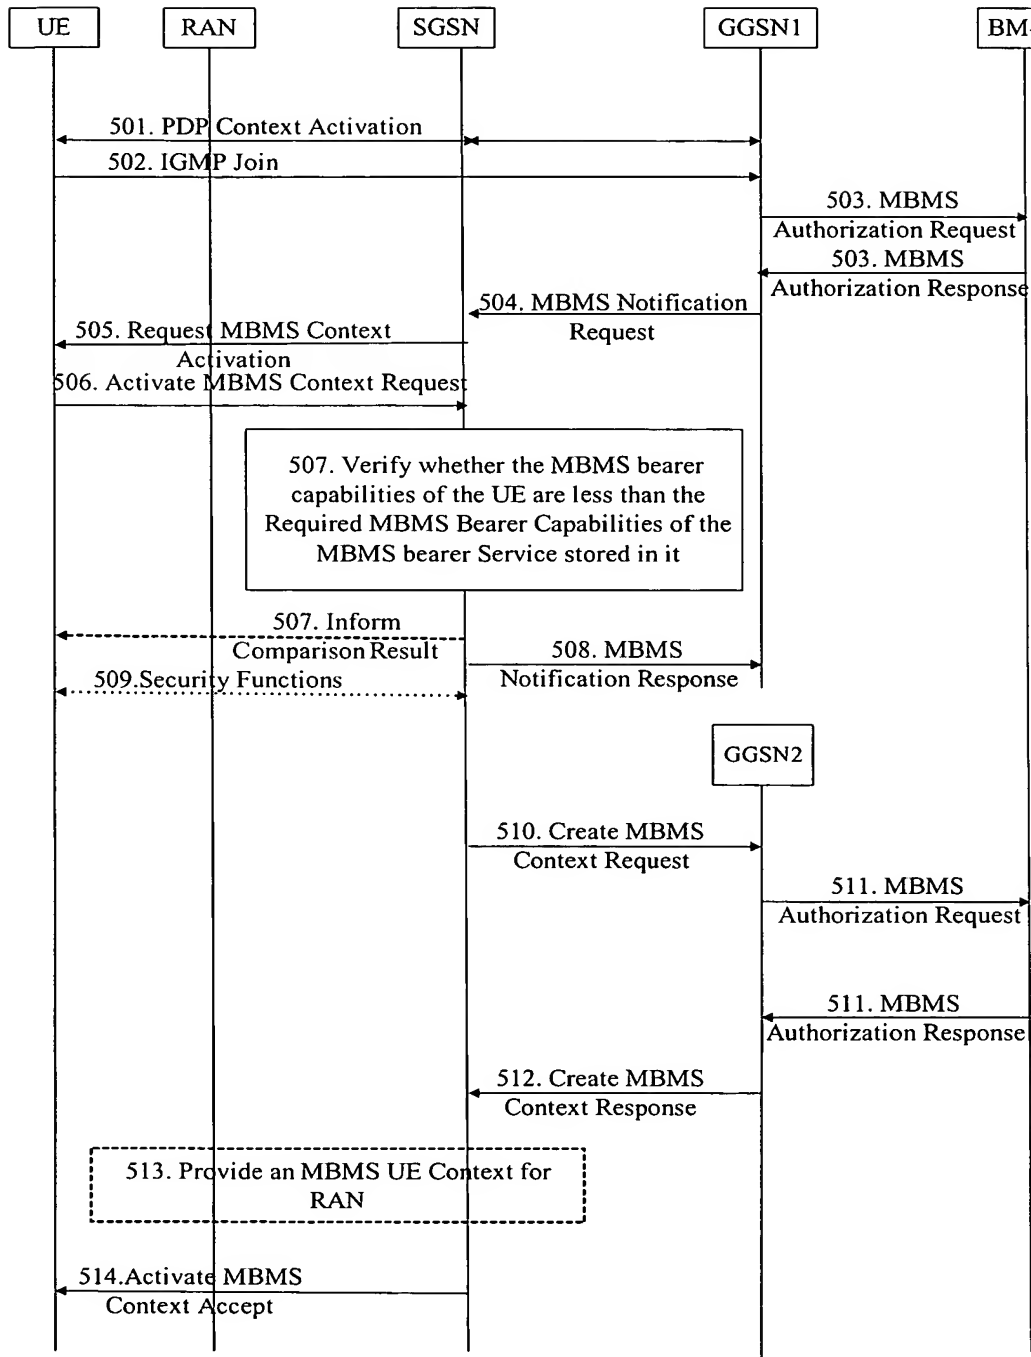 UE
RAN
SGSN
GGSN1
BM-
501. PDP Context Activation
502. IGMP Join
503. MBMS
Authorization Request
503. MBMS
Authorization Response
504. MBMS Notification
Request
505. Request MBMS Context
Activation
506. Activate MBMS Context Request
507. Verify whether the MBMS bearer
capabilities of the UE are less than the
Required MBMS Bearer Capabilities of the
MBMS bearer Service stored in it
507. Inform
Comparison Result
508. MBMS
Notification Response
509.Security Functions
GGSN2
510. Create MBMS
Context Request
511. MBMS
Authorization Request
511. MBMS
Authorization Response
512. Create MBMS
Context Response
513. Provide an MBMS UE Context for
RAN
514.Activate MBMS
Context Accept